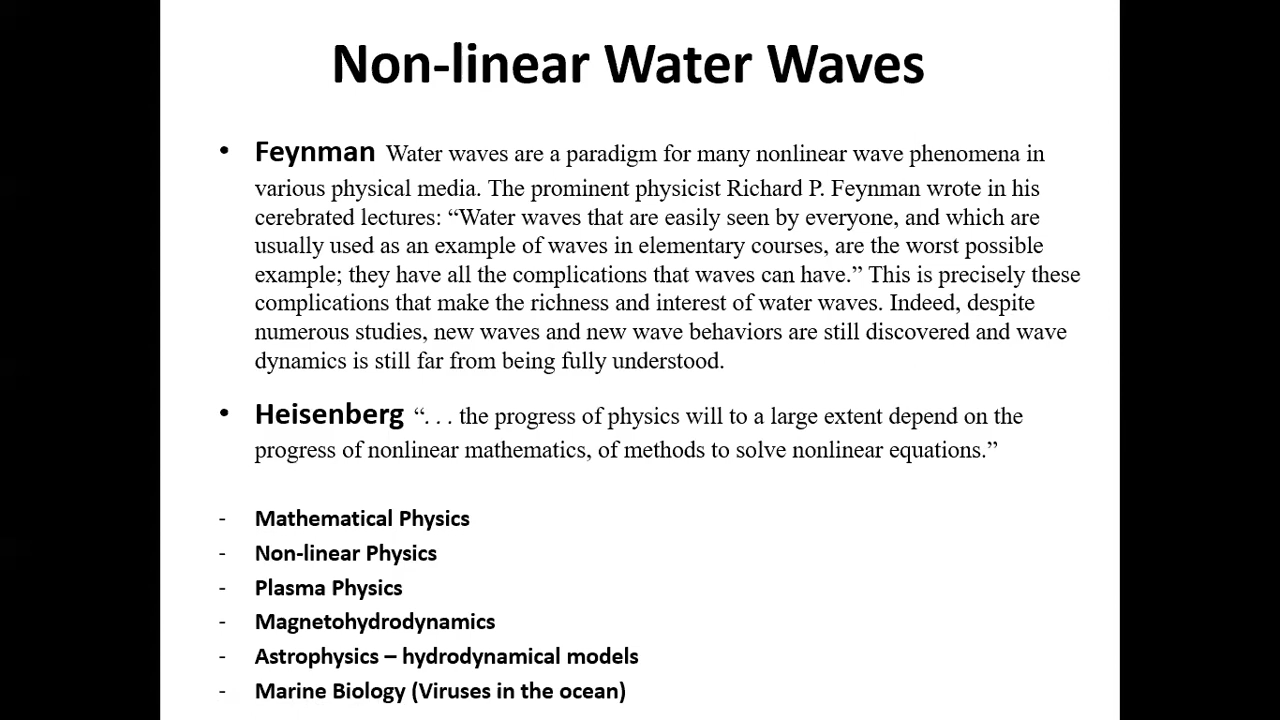 Non-linear Water Waves
• Feynman Water waves are a paradigm for many nonlinear wave phenomena in
various physical media. The prominent physicist Richard P. Feynman wrote in his
cerebrated lectures: “Water waves that are easily seen by everyone, and which are
usually used as an example of waves in elementary courses, are the worst possible
example; they have all the complications that waves can have.” This is precisely these
complications that make the richness and interest of water waves. Indeed, despite
numerous studies, new waves and new wave behaviors are still discovered and wave
dynamics is still far from being fully understood.
• Heisenberg “. . . the progress of physics will to a large extent depend on the
progress of nonlinear mathematics, of methods to solve nonlinear equations.”
- Mathematical Physics
- Non-linear Physics
- Plasma Physics
- Magnetohydrodynamics
- Astrophysics – hydrodynamical models
- Marine Biology (Viruses in the ocean)